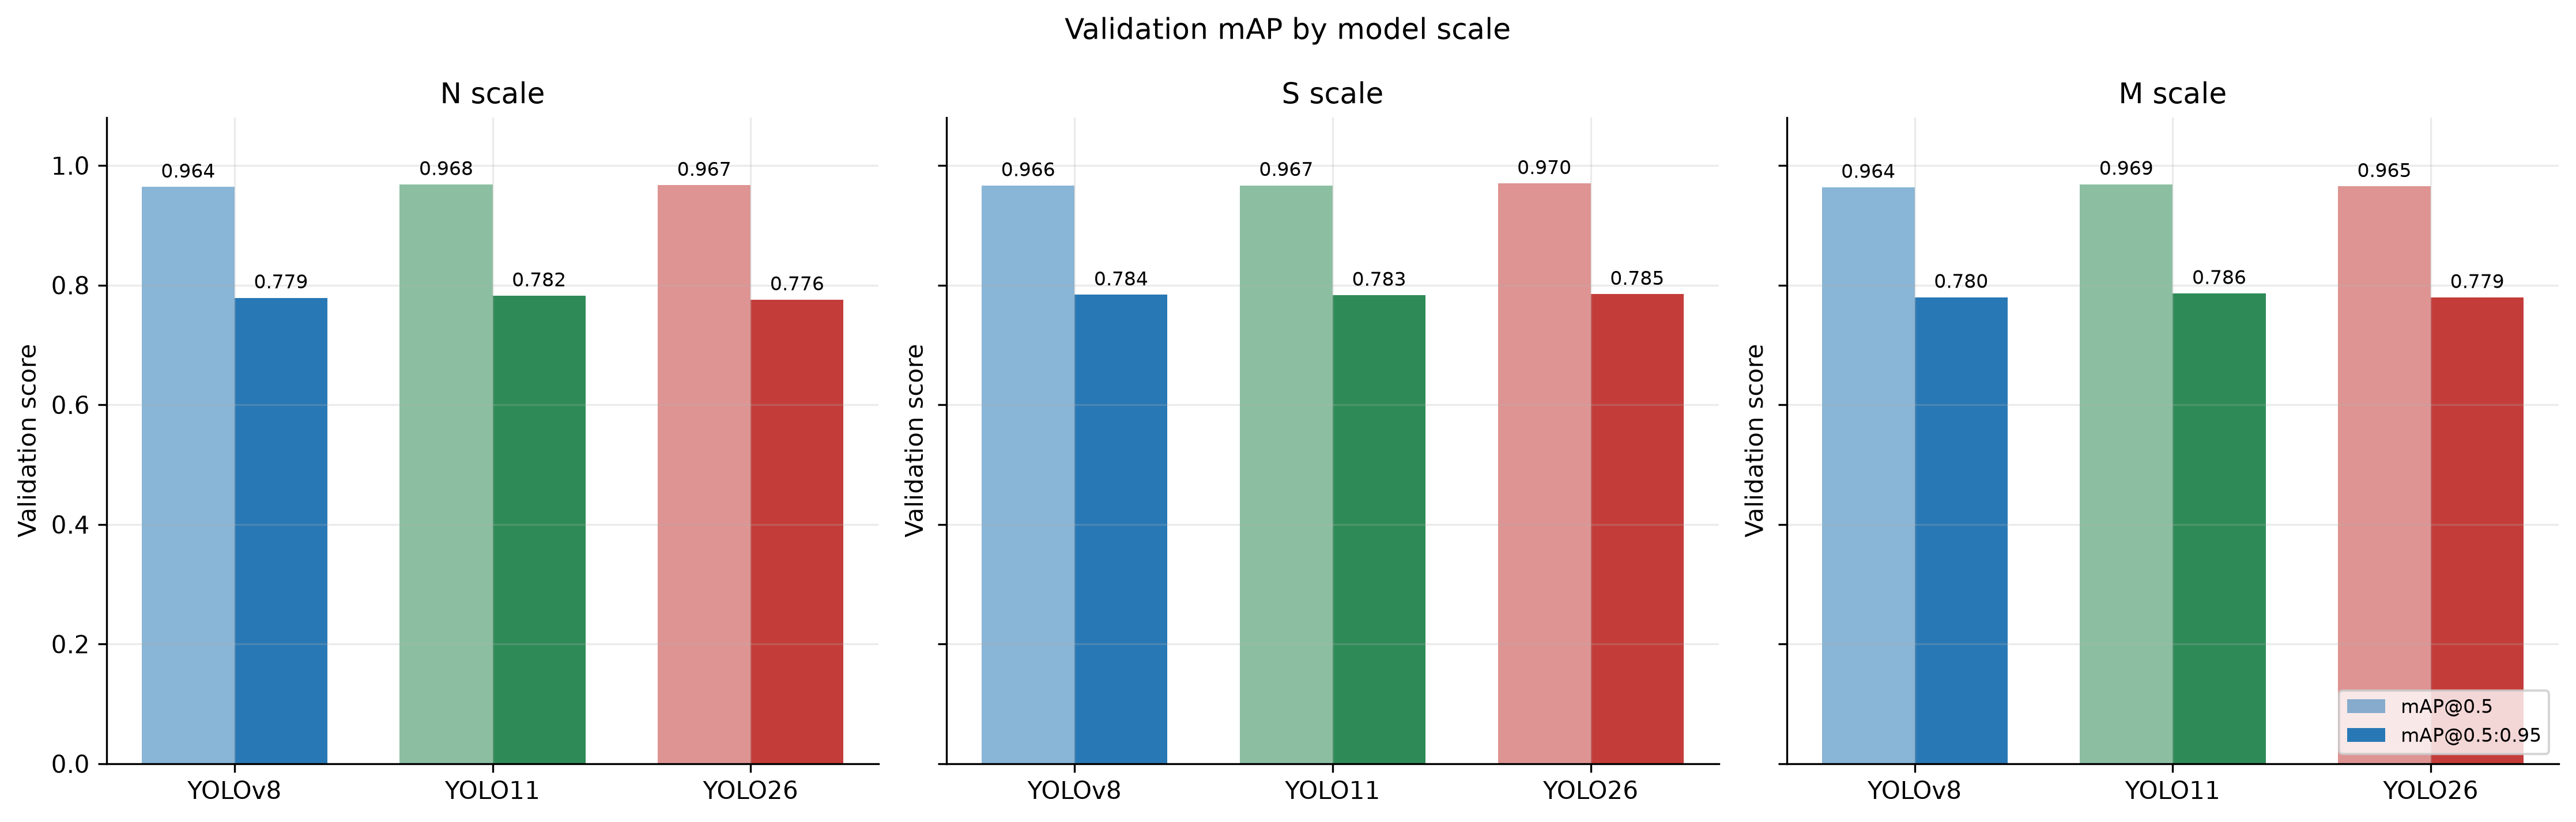 Validation mAP by model scale
N scale
Validation score
1.0
0.8
0.6
0.4
0.2
0.0
0.964
0.779
0.968
0.782
0.967
0.776
YOLOv8
YOLO11
YOLO26
S scale
Validation score
0.966
0.784
0.967
0.783
0.970
0.785
YOLOv8
YOLO11
YOLO26
M scale
Validation score
0.964
0.780
0.969
0.786
0.965
0.779
mAP@0.5
mAP@0.5:0.95
YOLOv8
YOLO11
YOLO26